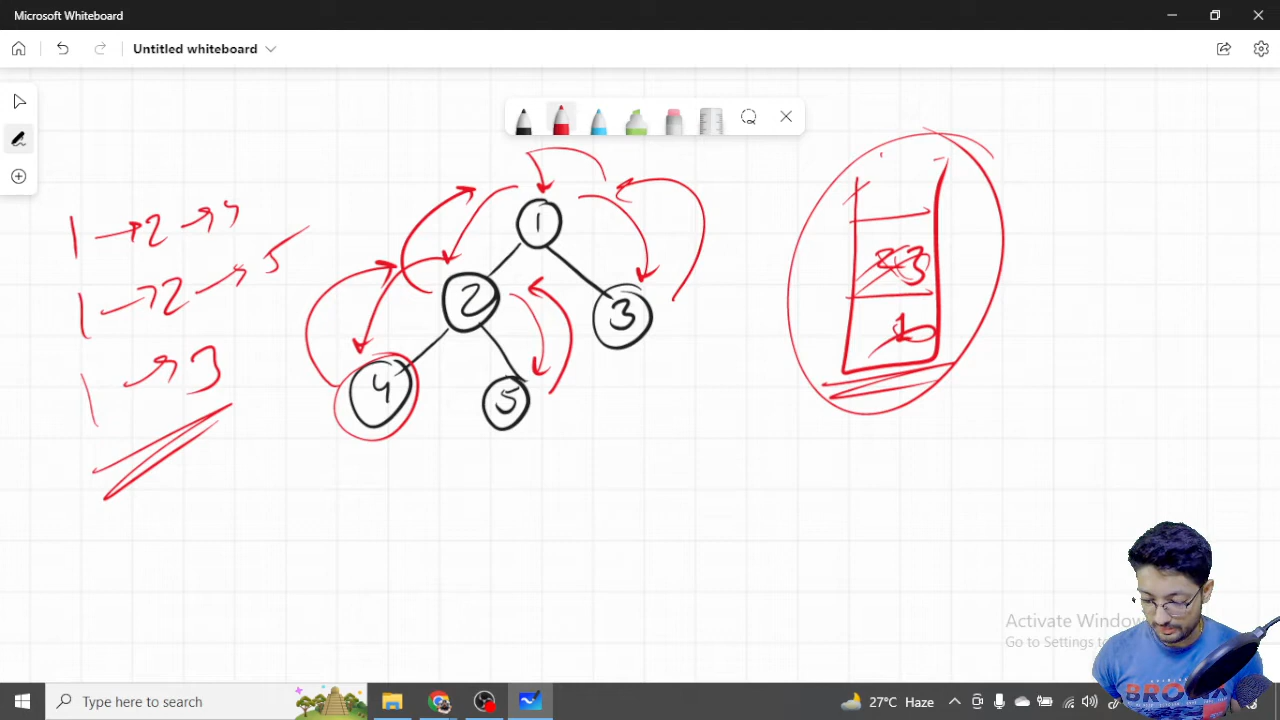 Microsoft Whiteboard
Untitled whiteboard
1 → 2 → 4
1 → 2 → 5
1 → 3
1
2
3
4
5
Activate Window
Go to Settings to
Type here to search
27°C Haze